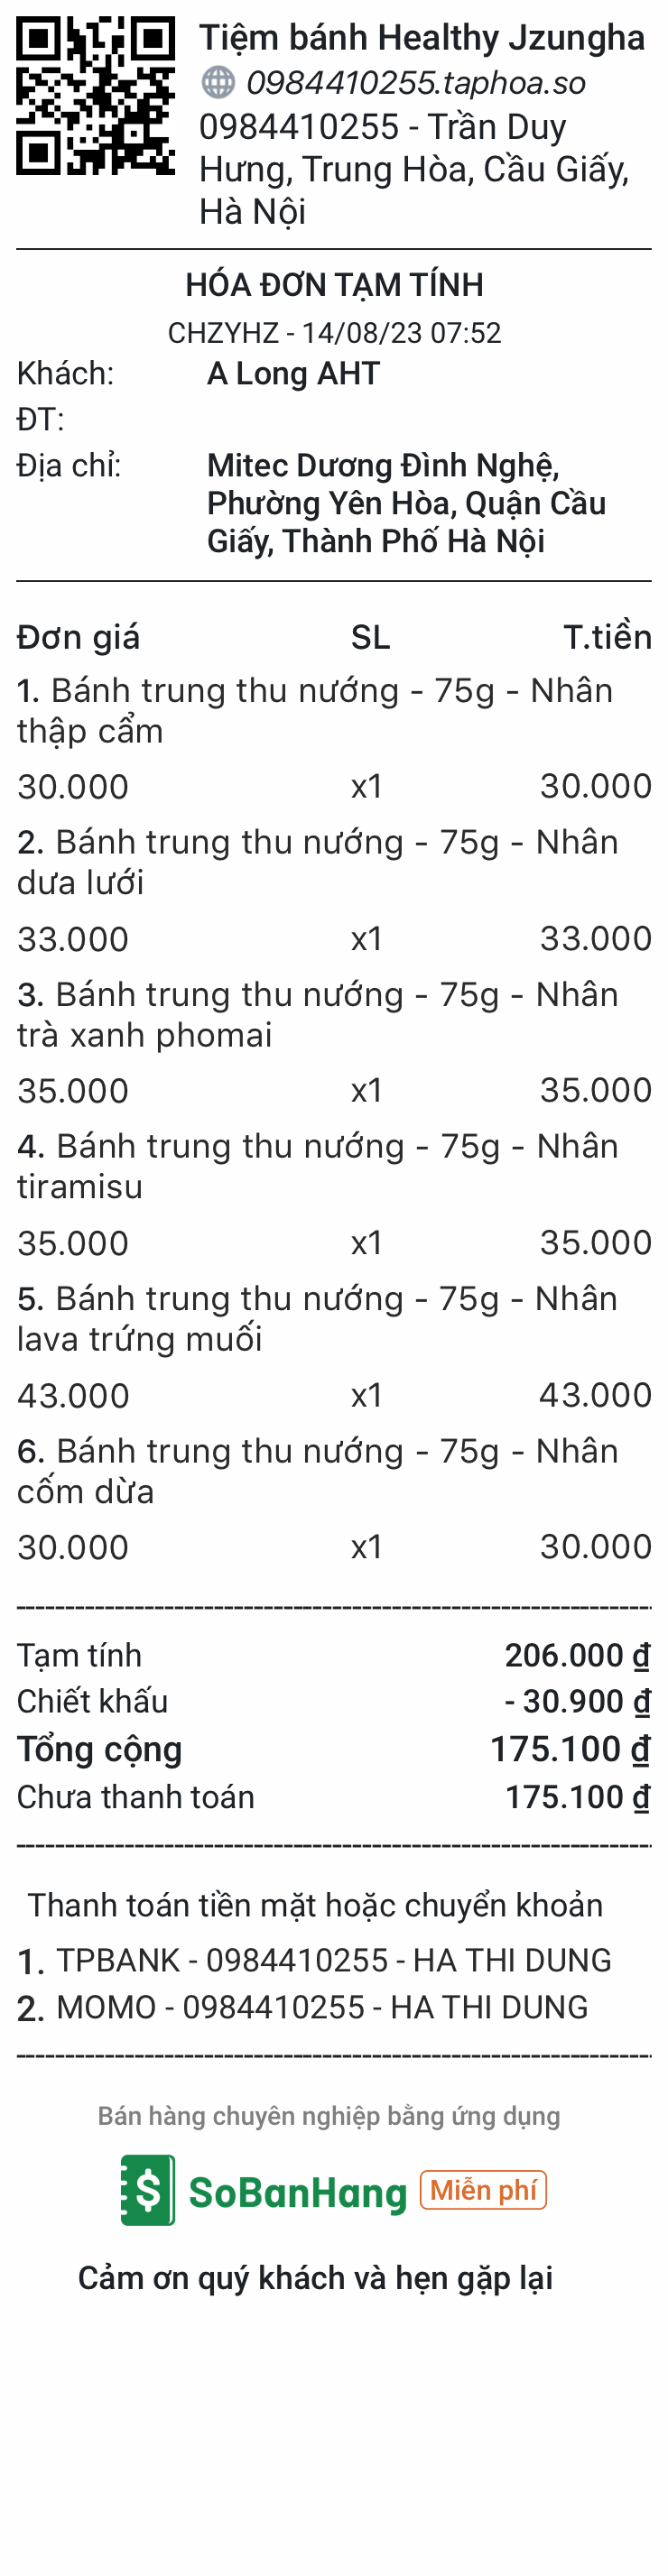 Tiệm bánh Healthy Jzungha
0984410255.taphoa.so
0984410255 - Trần Duy
Hưng, Trung Hòa, Cầu Giấy,
Hà Nội
HÓA ĐƠN TẠM TÍNH
CHZYHZ - 14/08/23 07:52
Khách: A Long AHT
ĐT:
Địa chỉ: Mitec Dương Đình Nghệ,
Phường Yên Hòa, Quận Cầu
Giấy, Thành Phố Hà Nội
Đơn giá SL T.tiền
1. Bánh trung thu nướng - 75g - Nhân
thập cẩm
30.000 x1 30.000
2. Bánh trung thu nướng - 75g - Nhân
dưa lưới
33.000 x1 33.000
3. Bánh trung thu nướng - 75g - Nhân
trà xanh phomai
35.000 x1 35.000
4. Bánh trung thu nướng - 75g - Nhân
tiramisu
35.000 x1 35.000
5. Bánh trung thu nướng - 75g - Nhân
lava trứng muối
43.000 x1 43.000
6. Bánh trung thu nướng - 75g - Nhân
cốm dừa
30.000 x1 30.000
Tạm tính 206.000 ₫
Chiết khấu - 30.900 ₫
Tổng cộng 175.100 ₫
Chưa thanh toán 175.100 ₫
Thanh toán tiền mặt hoặc chuyển khoản
1. TPBANK - 0984410255 - HA THI DUNG
2. MOMO - 0984410255 - HA THI DUNG
Bán hàng chuyên nghiệp bằng ứng dụng
$ SoBanHang Miễn phí
Cảm ơn quý khách và hẹn gặp lại